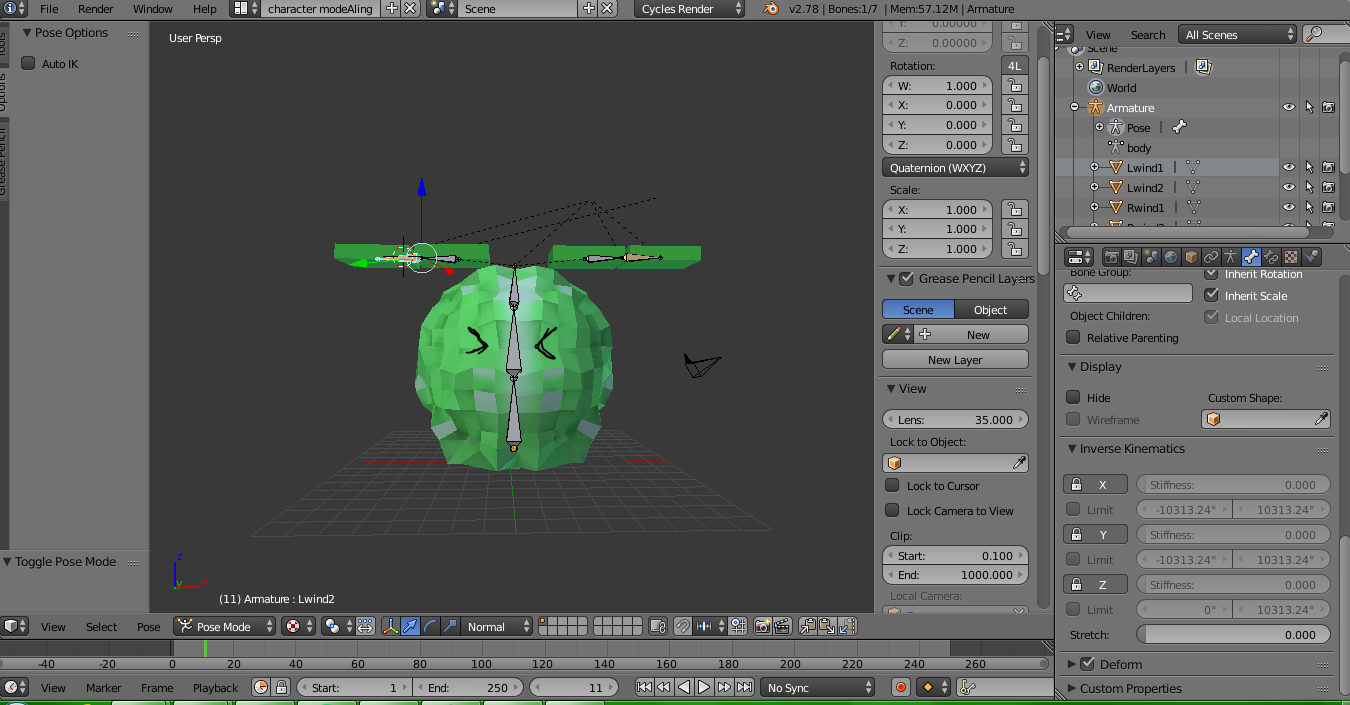 File Render Window Help character modeAling Scene Cycles Render v2.78 | Bones:1/7 | Mem:57.12M | Armature
Tools
Options
Grease Pencil
Pose Options
Auto IK
Toggle Pose Mode
User Persp
(11) Armature : Lwind2
Z: 0.00000
Rotation: 4L
W: 1.000
X: 0.000
Y: 0.000
Z: 0.000
Quaternion (WXYZ)
Scale:
X: 1.000
Y: 1.000
Z: 1.000
Grease Pencil Layers
Scene Object
New
New Layer
View
Lens: 35.000
Lock to Object:
Lock to Cursor
Lock Camera to View
Clip:
Start: 0.100
End: 1000.000
Local Camera:
View Search All Scenes
Scene
RenderLayers |
World
Armature
Pose |
body
Lwind1 |
Lwind2 |
Rwind1 |
Bone Group: Inherit Rotation
Inherit Scale
Object Children: Local Location
Relative Parenting
Display
Hide Custom Shape:
Wireframe
Inverse Kinematics
X Stiffness: 0.000
Limit -10313.24° 10313.24°
Y Stiffness: 0.000
Limit -10313.24° 10313.24°
Z Stiffness: 0.000
Limit 0° 10313.24°
Stretch: 0.000
Deform
Custom Properties
View Select Pose Pose Mode Normal
-40 -20 0 20 40 60 80 100 120 140 160 180 200 220 240 260
View Marker Frame Playback Start: 1 End: 250 11 No Sync